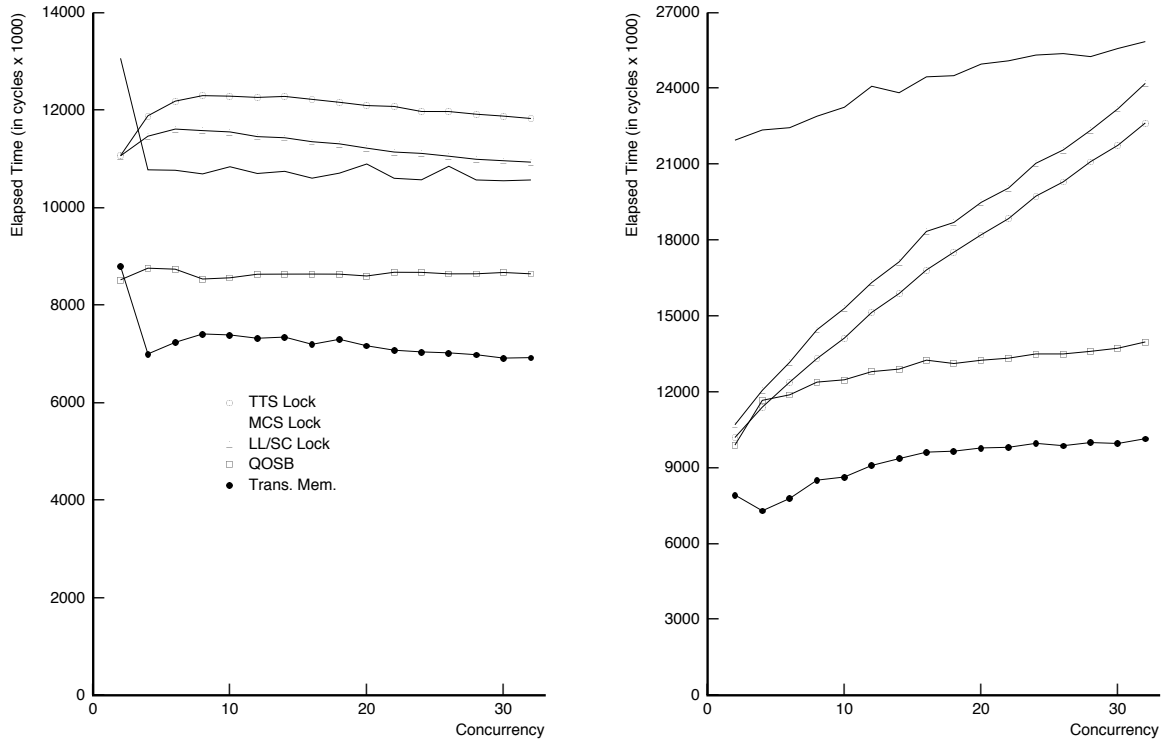 Elapsed Time (in cycles x 1000)
14000
12000
10000
8000
6000
4000
2000
0
TTS Lock
MCS Lock
LL/SC Lock
QOSB
Trans. Mem.
0
10
20
30
Concurrency
Elapsed Time (in cycles x 1000)
27000
24000
21000
18000
15000
12000
9000
6000
3000
0
0
10
20
30
Concurrency